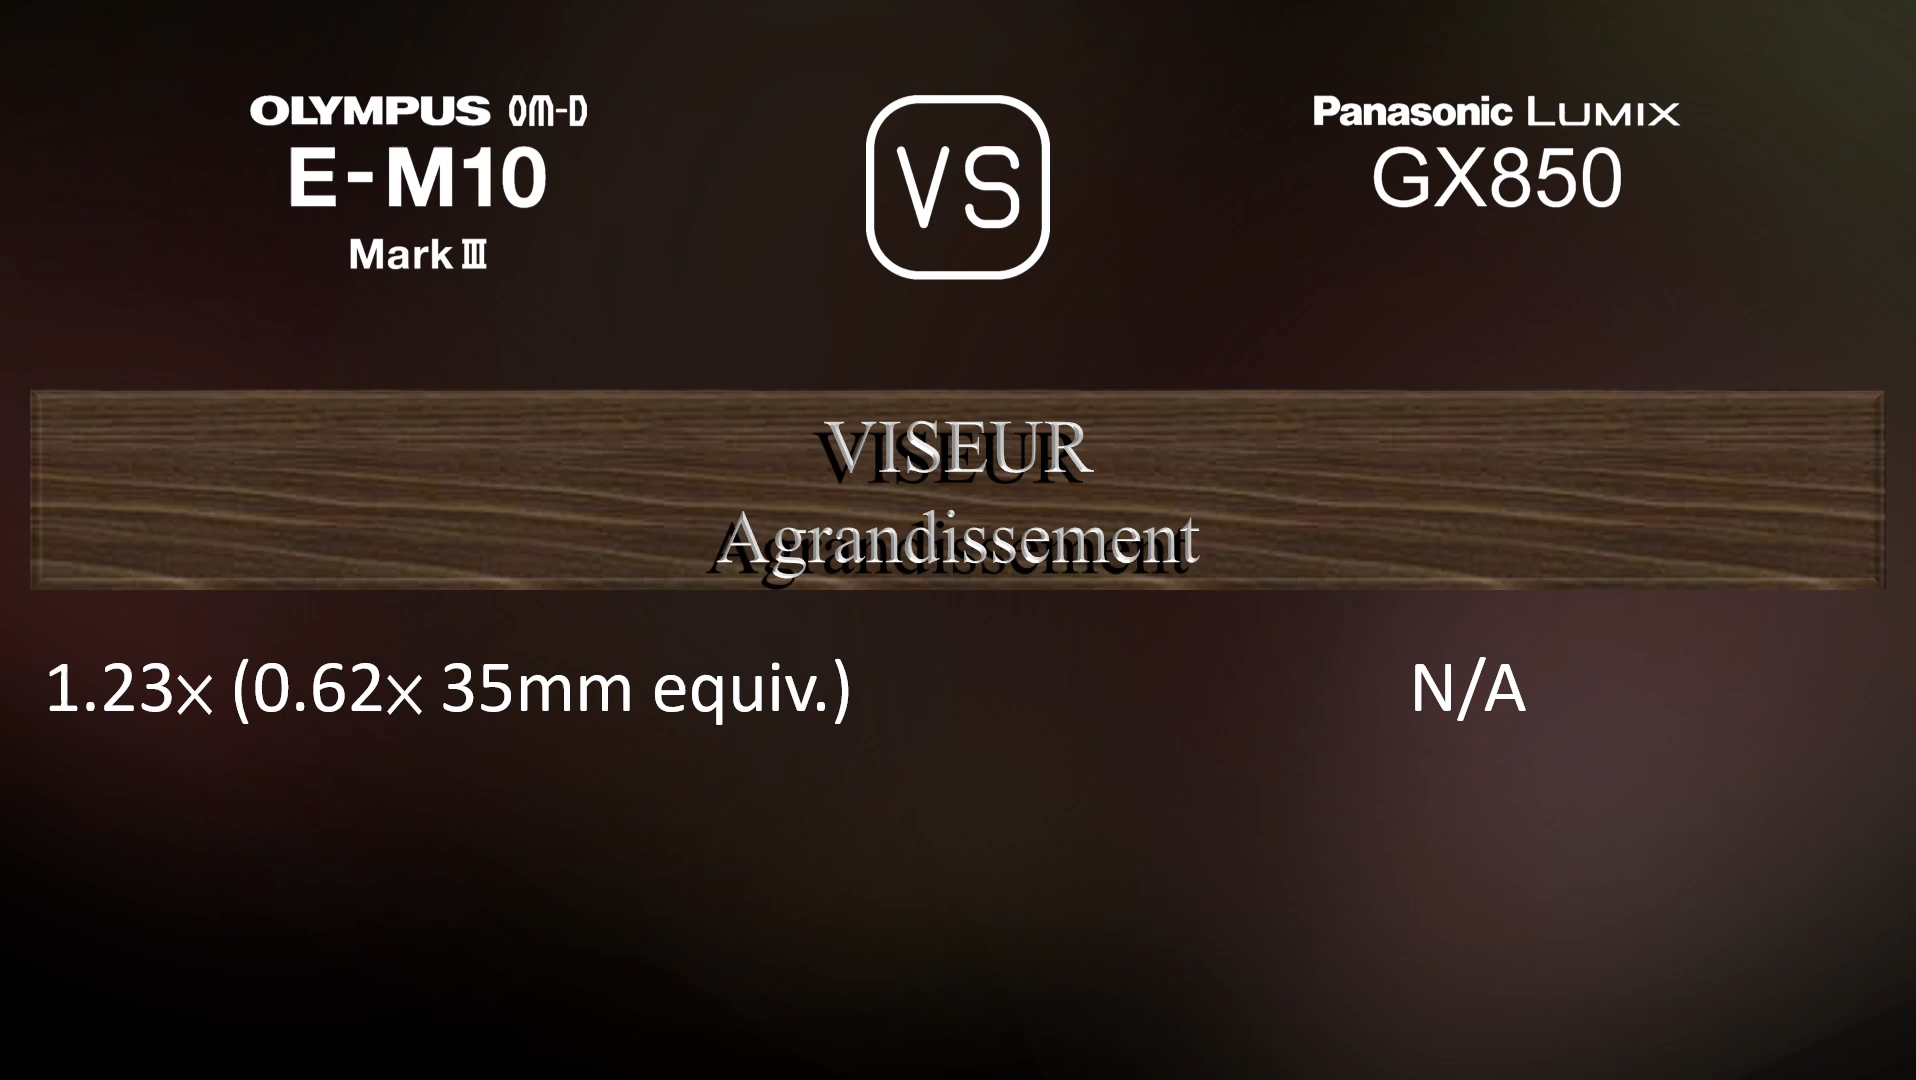 OLYMPUS OM-D
E-M10
Mark III
VS
Panasonic LUMIX
GX850
VISEUR
Agrandissement
1.23x (0.62x 35mm equiv.)
N/A